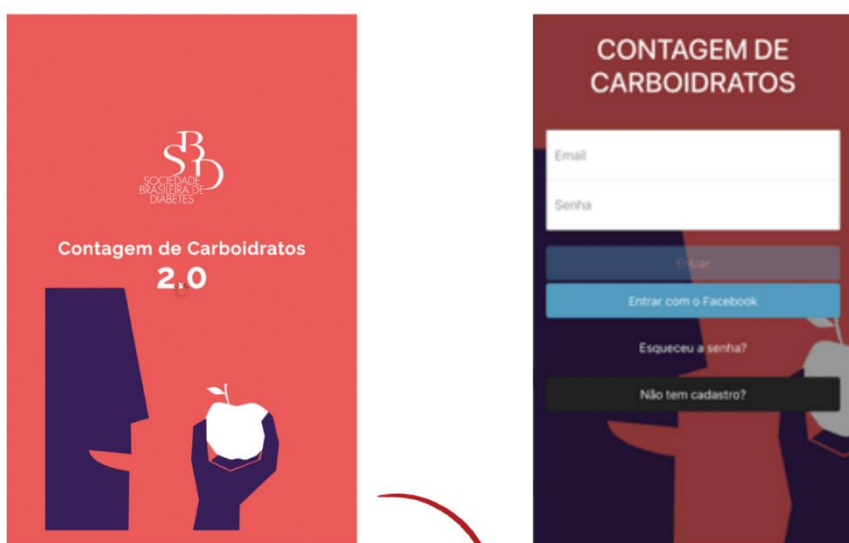 SBD
SOCIEDADE
BRASILEIRA DE
DIABETES
Contagem de Carboidratos
2.0
CONTAGEM DE
CARBOIDRATOS
Email
Senha
Entrar
Entrar com o Facebook
Esqueceu a senha?
Não tem cadastro?